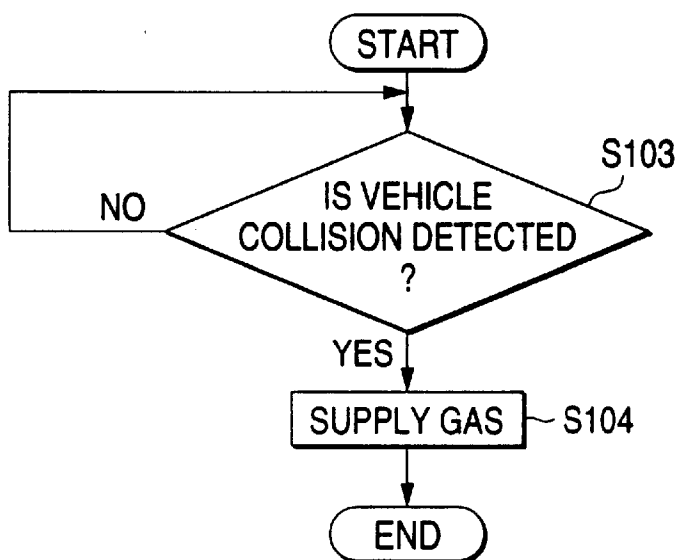 START
S103
IS VEHICLE
COLLISION DETECTED
?
NO
YES
SUPPLY GAS
S104
END